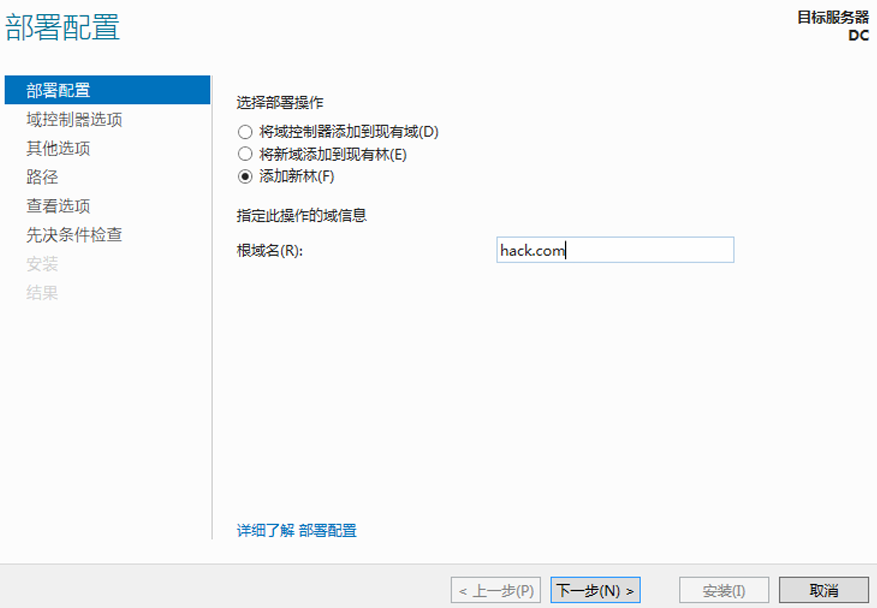 部署配置
目标服务器
DC
部署配置
域控制器选项
其他选项
路径
查看选项
先决条件检查
安装
结果
选择部署操作
将域控制器添加到现有域(D)
将新域添加到现有林(E)
添加新林(F)
指定此操作的域信息
根域名(R): hack.com
详细了解 部署配置
< 上一步(P) 下一步(N) > 安装(I) 取消